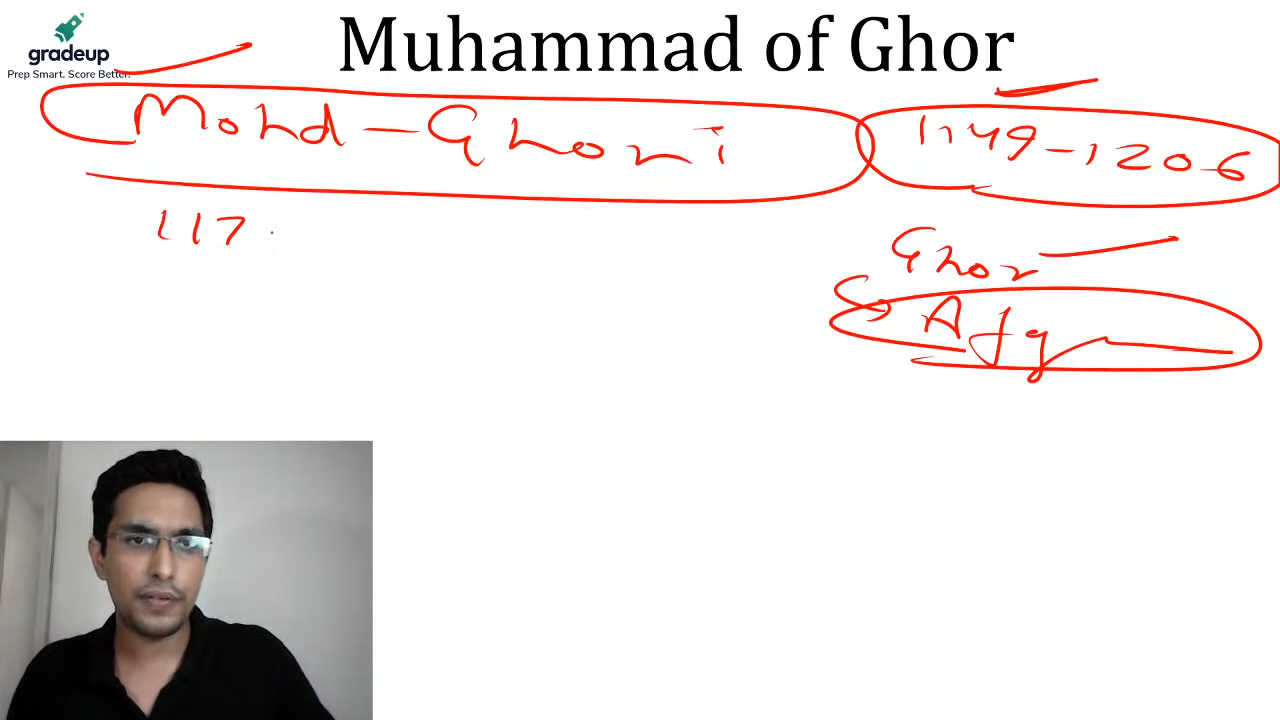 gradeup
Prep Smart. Score Better.
Muhammad of Ghor
Mohd - Ghori
1149 - 1206
117
Ghor
Afg